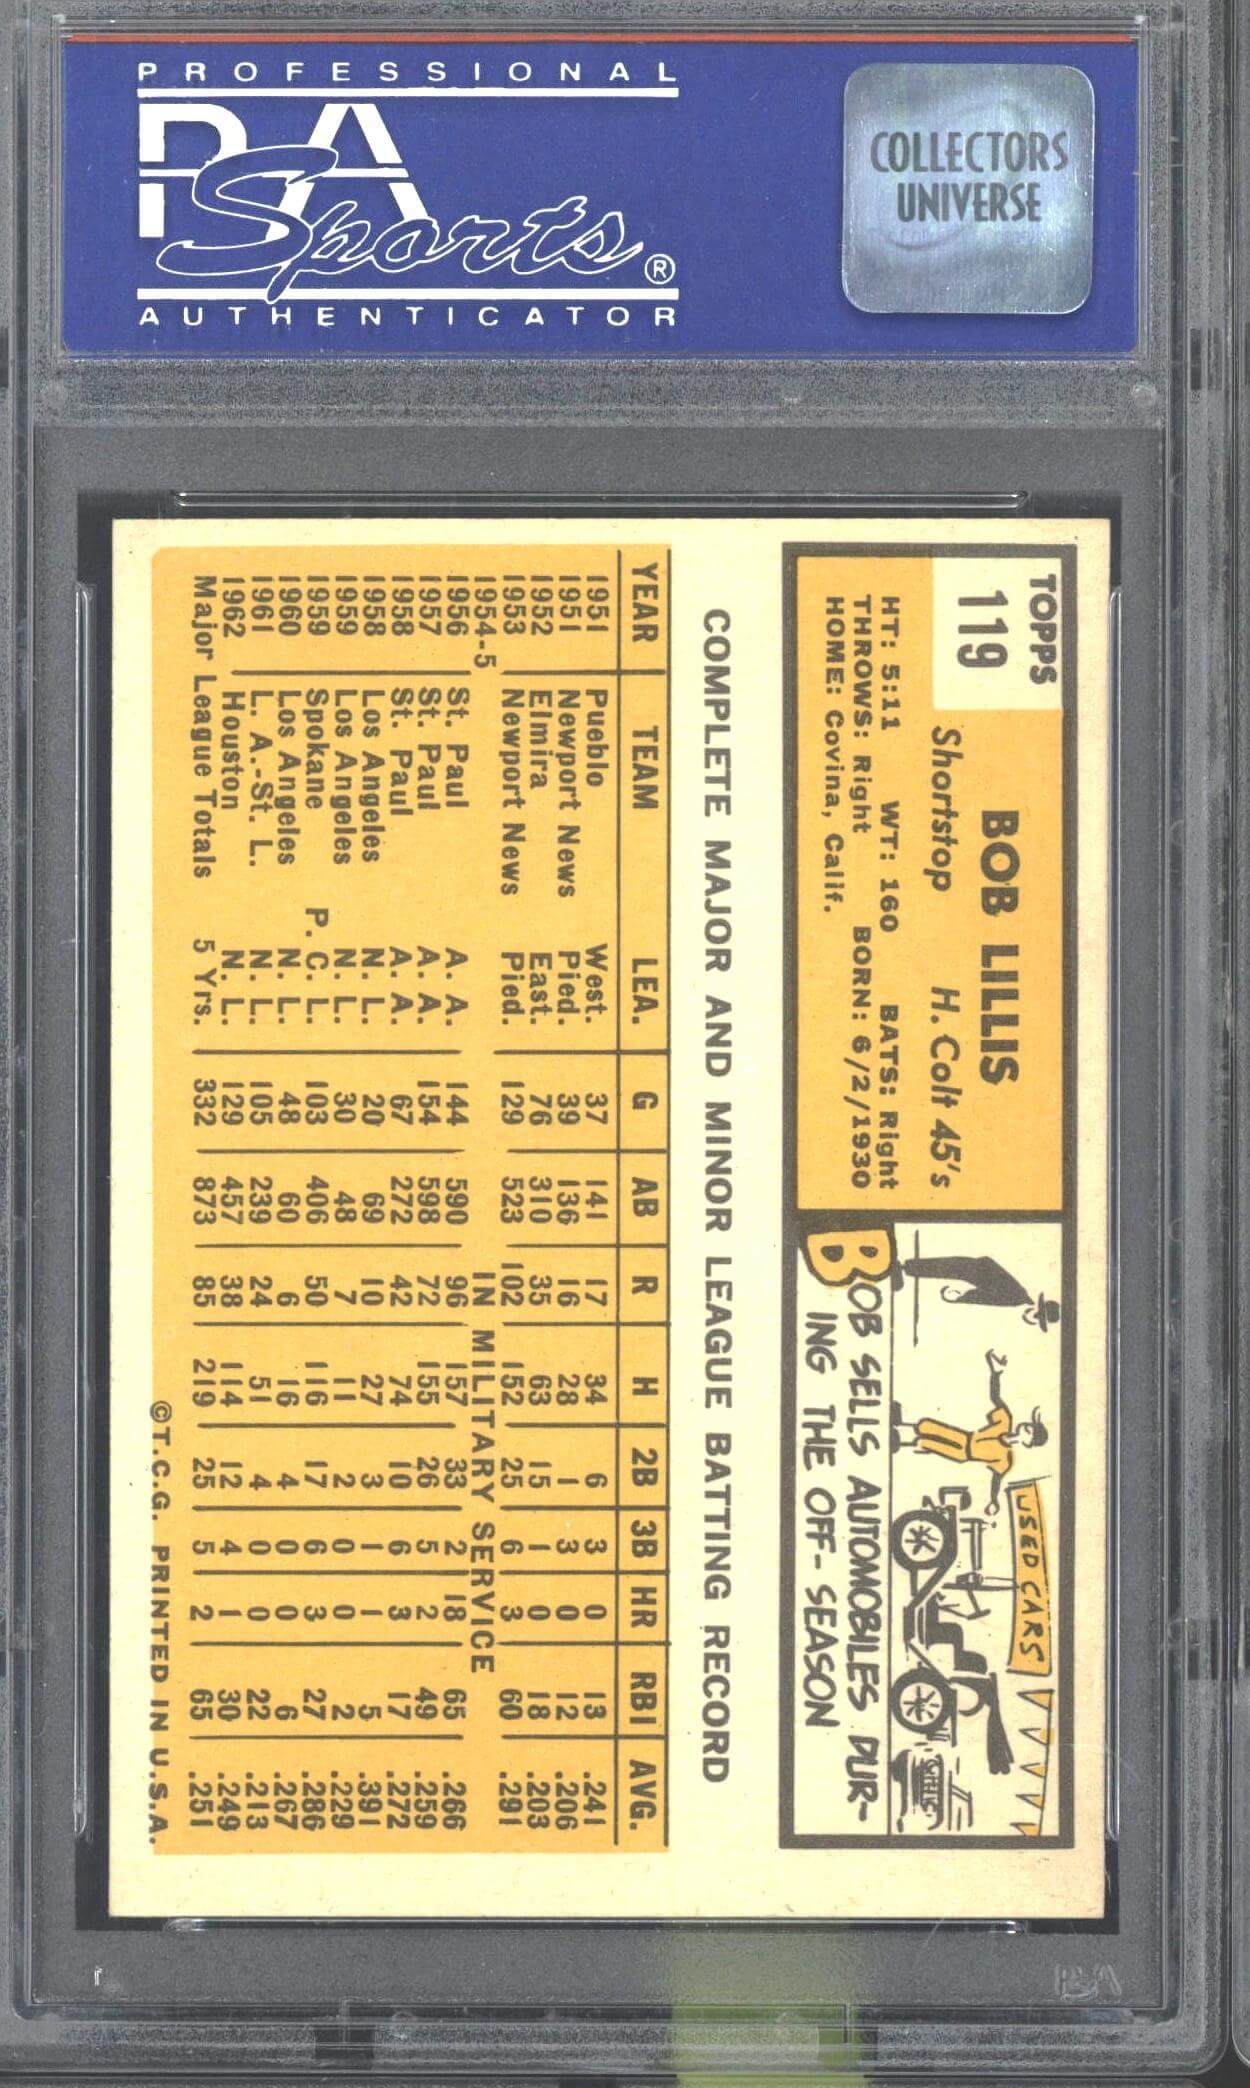 PROFESSIONAL
PSA
Sports®
AUTHENTICATOR
COLLECTORS
UNIVERSE
TOPPS
119
BOB LILLIS
Shortstop H. Colt 45's
HT: 5:11 WT: 160 BATS: Right
THROWS: Right BORN: 6/2/1930
HOME: Covina, Calif.
USED CARS
BOB SELLS AUTOMOBILES DUR-
ING THE OFF-SEASON
COMPLETE MAJOR AND MINOR LEAGUE BATTING RECORD
YEAR TEAM LEA. G AB R H 2B 3B HR RBI AVG.
1951 Pueblo West. 37 141 17 34 6 3 0 13 .241
1951 Newport News Pied. 39 136 16 28 1 3 0 12 .206
1952 Elmira East. 76 310 35 63 15 1 0 18 .203
1953 Newport News Pied. 129 523 102 152 25 6 3 60 .291
1954-5 IN MILITARY SERVICE
1956 St. Paul A. A. 144 590 96 157 33 2 18 65 .266
1957 St. Paul A. A. 154 598 72 155 26 5 2 49 .259
1958 St. Paul A. A. 67 272 42 74 10 6 3 17 .272
1958 Los Angeles N. L. 20 69 10 27 3 1 1 5 .391
1959 Los Angeles N. L. 30 48 7 11 2 0 0 2 .229
1959 Spokane P. C. L. 103 406 50 116 17 6 3 27 .286
1960 Los Angeles N. L. 48 60 6 16 4 0 0 6 .267
1961 L. A.-St. L. N. L. 105 239 24 51 4 0 0 22 .213
1962 Houston N. L. 129 457 38 114 12 4 1 30 .249
Major League Totals 5 Yrs. 332 873 85 219 25 5 2 65 .251
©T.C.G. PRINTED IN U.S.A.
PSA